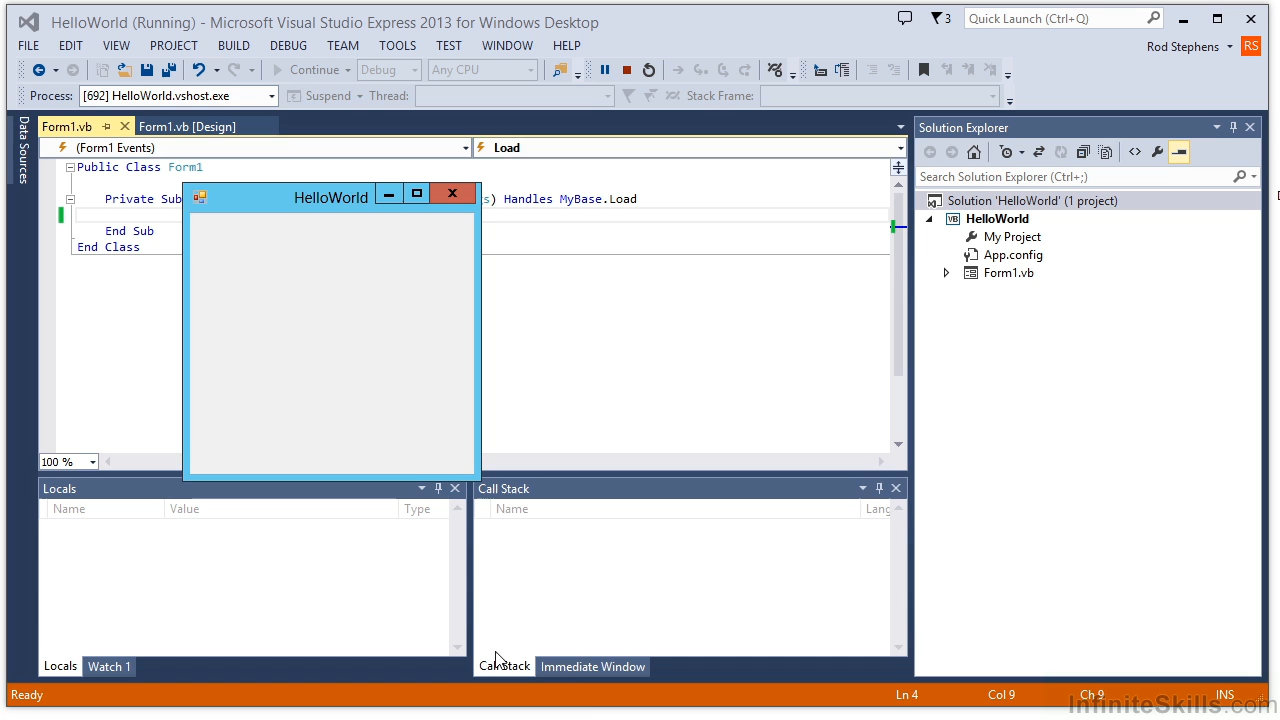 HelloWorld (Running) - Microsoft Visual Studio Express 2013 for Windows Desktop
3
Quick Launch (Ctrl+Q)
FILE EDIT VIEW PROJECT BUILD DEBUG TEAM TOOLS TEST WINDOW HELP
Rod Stephens RS
Continue Debug Any CPU
Process: [692] HelloWorld.vshost.exe Suspend Thread: Stack Frame:
Data Sources
Form1.vb Form1.vb [Design]
(Form1 Events) Load
Public Class Form1
Private Sub s) Handles MyBase.Load
End Sub
End Class
HelloWorld
100 %
Solution Explorer
Search Solution Explorer (Ctrl+;)
Solution 'HelloWorld' (1 project)
VB HelloWorld
My Project
App.config
Form1.vb
Locals
Name Value Type
Locals Watch 1
Call Stack
Name Lang
Call Stack Immediate Window
Ready Ln 4 Col 9 Ch 9 INS
InfiniteSkills.com